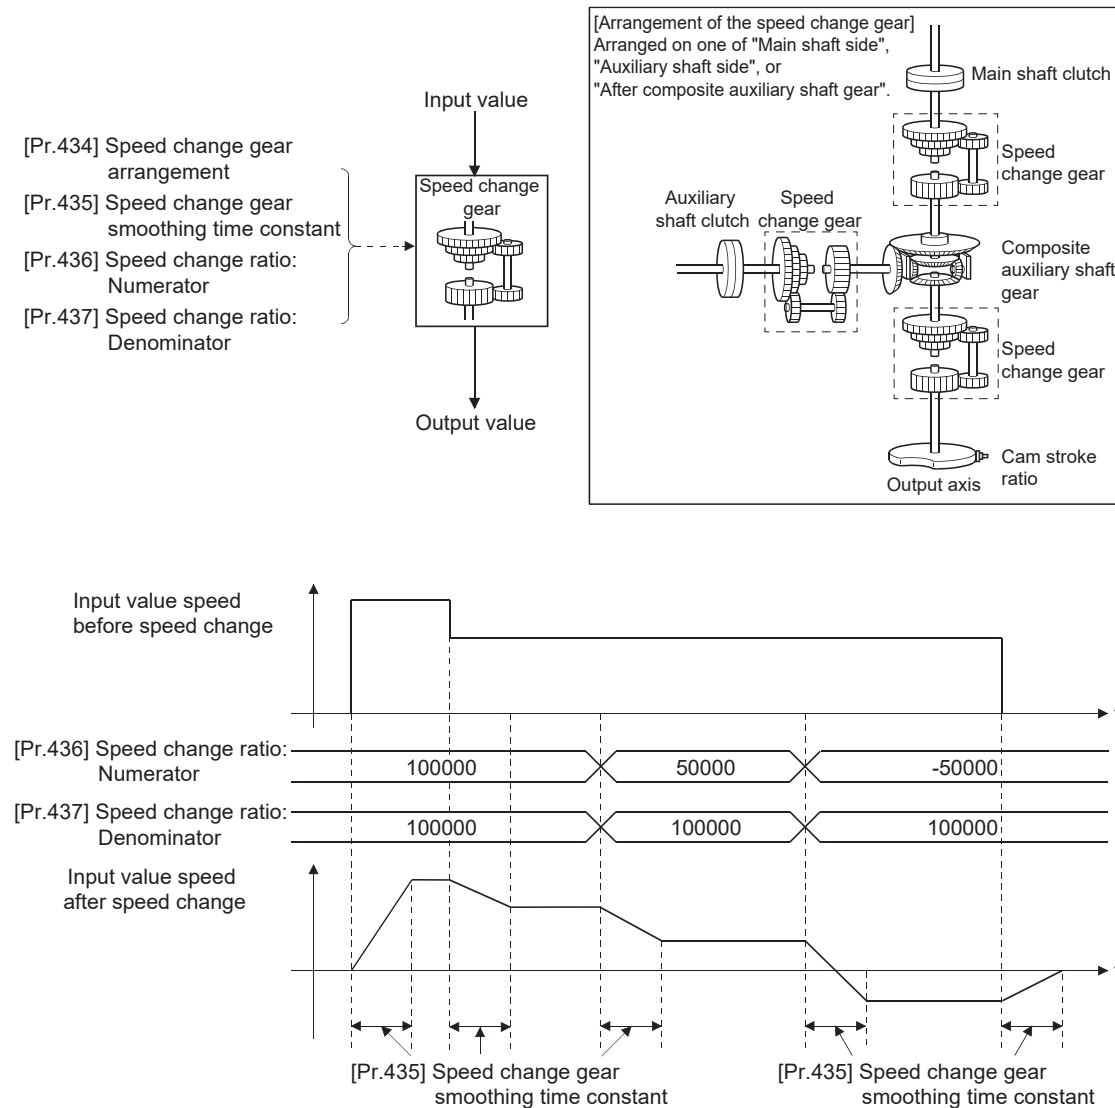 [Arrangement of the speed change gear]
Arranged on one of "Main shaft side",
"Auxiliary shaft side", or
"After composite auxiliary shaft gear".
Main shaft clutch
Speed
change gear
Auxiliary
shaft clutch
Speed
change gear
Composite
auxiliary shaft
gear
Speed
change gear
Cam stroke
ratio
Output axis
Input value
[Pr.434] Speed change gear
arrangement
[Pr.435] Speed change gear
smoothing time constant
[Pr.436] Speed change ratio:
Numerator
[Pr.437] Speed change ratio:
Denominator
Speed change
gear
Output value
Input value speed
before speed change
[Pr.436] Speed change ratio:
Numerator
100000
50000
-50000
[Pr.437] Speed change ratio:
Denominator
100000
100000
100000
Input value speed
after speed change
[Pr.435] Speed change gear
smoothing time constant
[Pr.435] Speed change gear
smoothing time constant